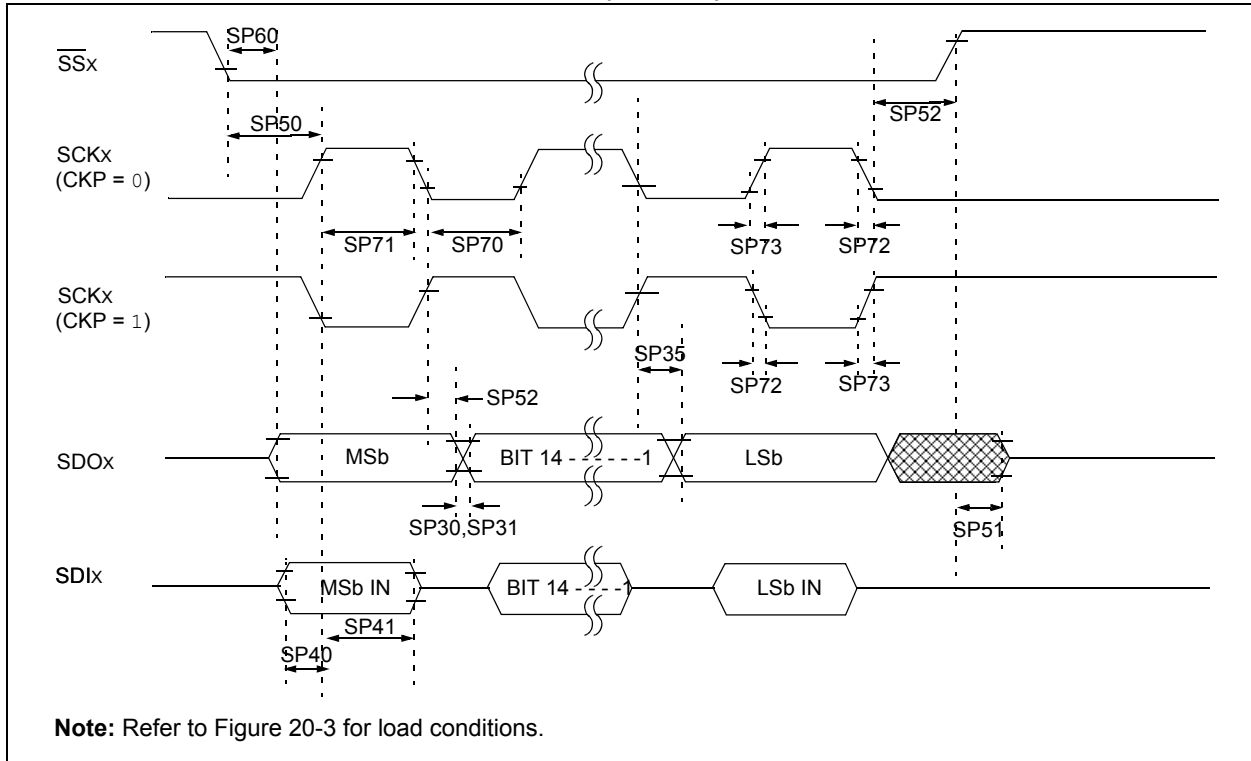 SP60
SSx
SP52
SP50
SCKx
(CKP = 0)
SP71
SP70
SP73
SP72
SCKx
(CKP = 1)
SP35
SP72
SP73
SP52
SDOx
MSb
BIT 14 - - - - - -1
LSb
SP30,SP31
SP51
SDIx
MSb IN
BIT 14 - - - -1
LSb IN
SP41
SP40
Note: Refer to Figure 20-3 for load conditions.